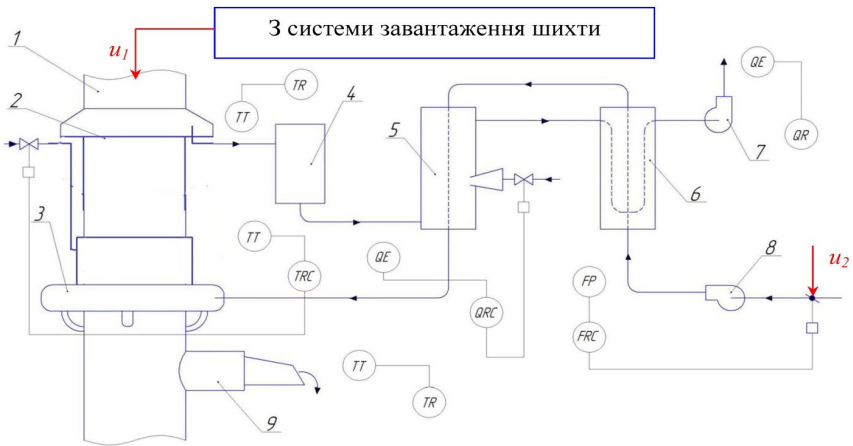 З системи завантаження шихти
1
u1
2
TR
TT
4
5
QE
QR
7
6
3
TT
TRC
QE
QRC
FP
FRC
8
u2
TT
TR
9